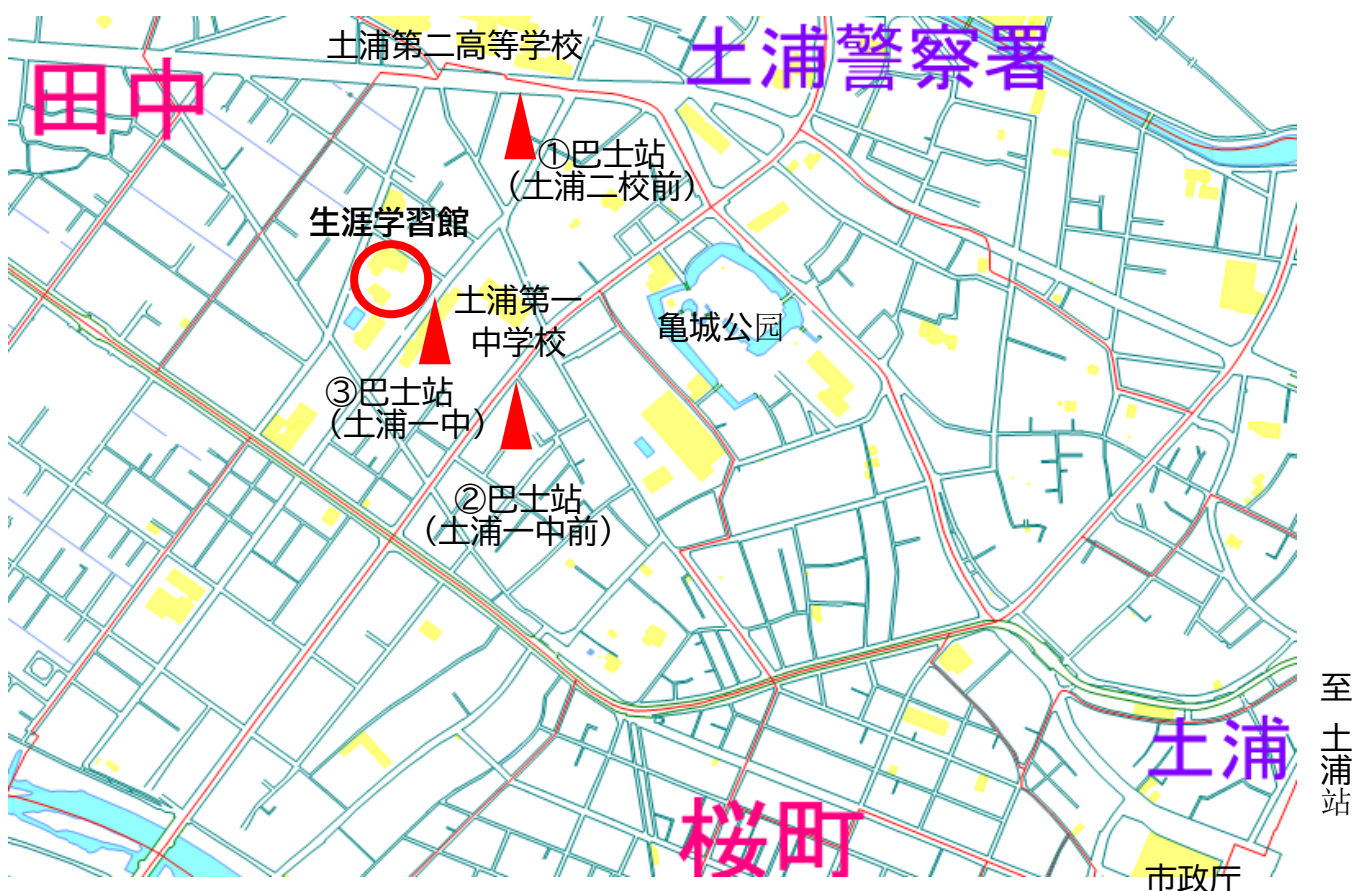 土浦第二高等学校
土浦警察署
田中
①巴士站
（土浦二校前）
生涯学習館
土浦第一
中学校
亀城公园
③巴士站
（土浦一中）
②巴士站
（土浦一中前）
至 土浦站
土浦
桜町
市政厅